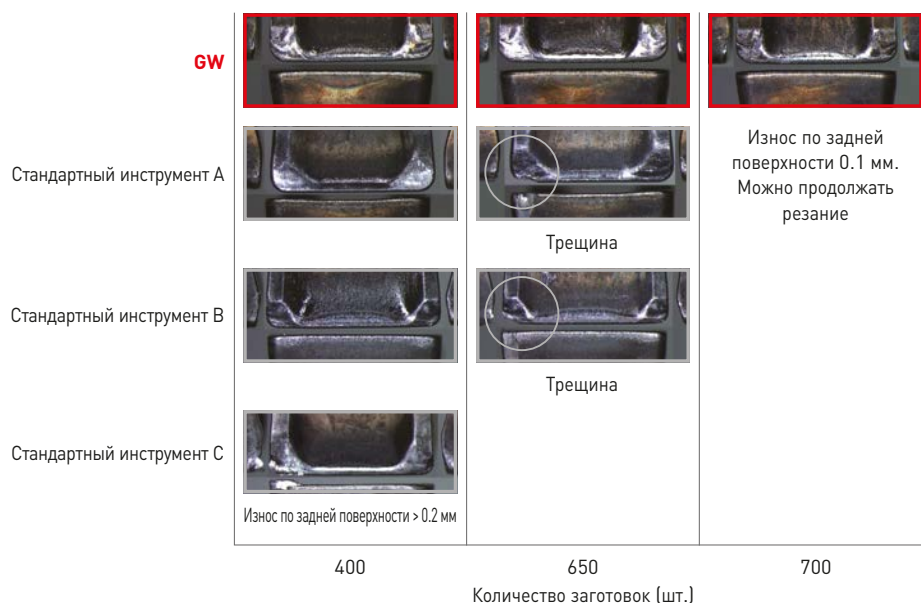 GW
Стандартный инструмент A
Износ по задней
поверхности 0.1 мм.
Можно продолжать
резание
Трещина
Стандартный инструмент B
Трещина
Стандартный инструмент C
Износ по задней поверхности > 0.2 мм
400
650
700
Количество заготовок (шт.)